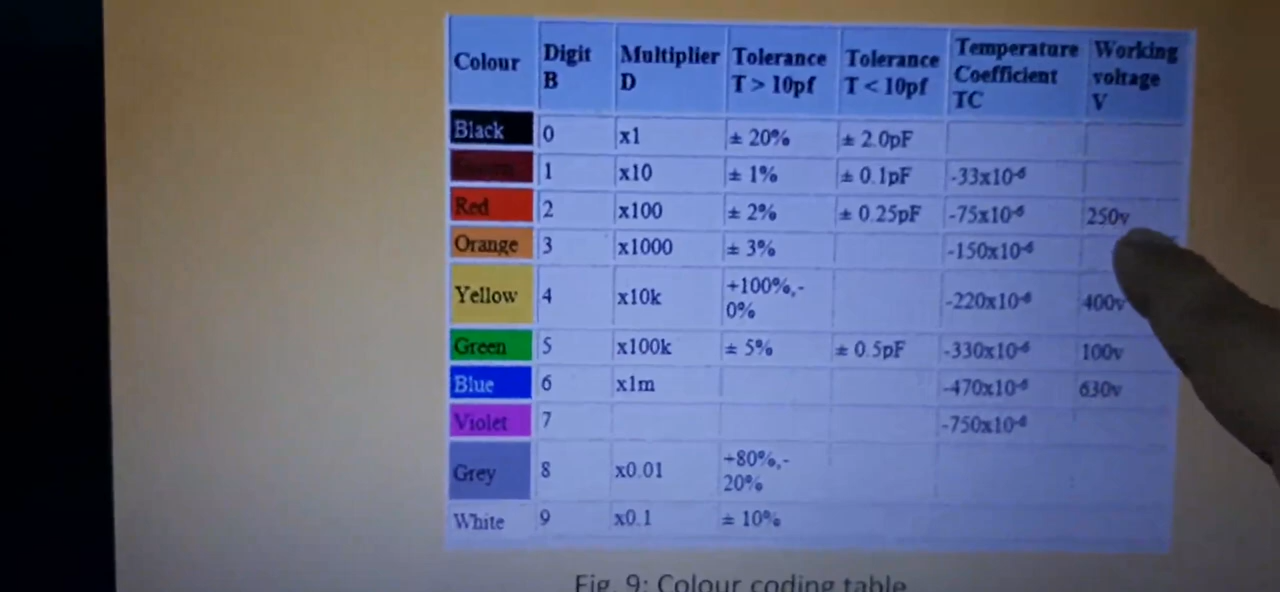 Colour Digit B Multiplier D Tolerance T > 10pf Tolerance T < 10pf Temperature Coefficient TC Working voltage V
Black 0 x1 ± 20% ± 2.0pF
1 x10 ± 1% ± 0.1pF -33x10-6
Red 2 x100 ± 2% ± 0.25pF -75x10-6 250v
Orange 3 x1000 ± 3% -150x10-6
Yellow 4 x10k +100%,-0% -220x10-6 400v
Green 5 x100k ± 5% ± 0.5pF -330x10-6 100v
Blue 6 x1m -470x10-6 630v
Violet 7 -750x10-6
Grey 8 x0.01 +80%,-20%
White 9 x0.1 ± 10%
Fig. 9: Colour coding table